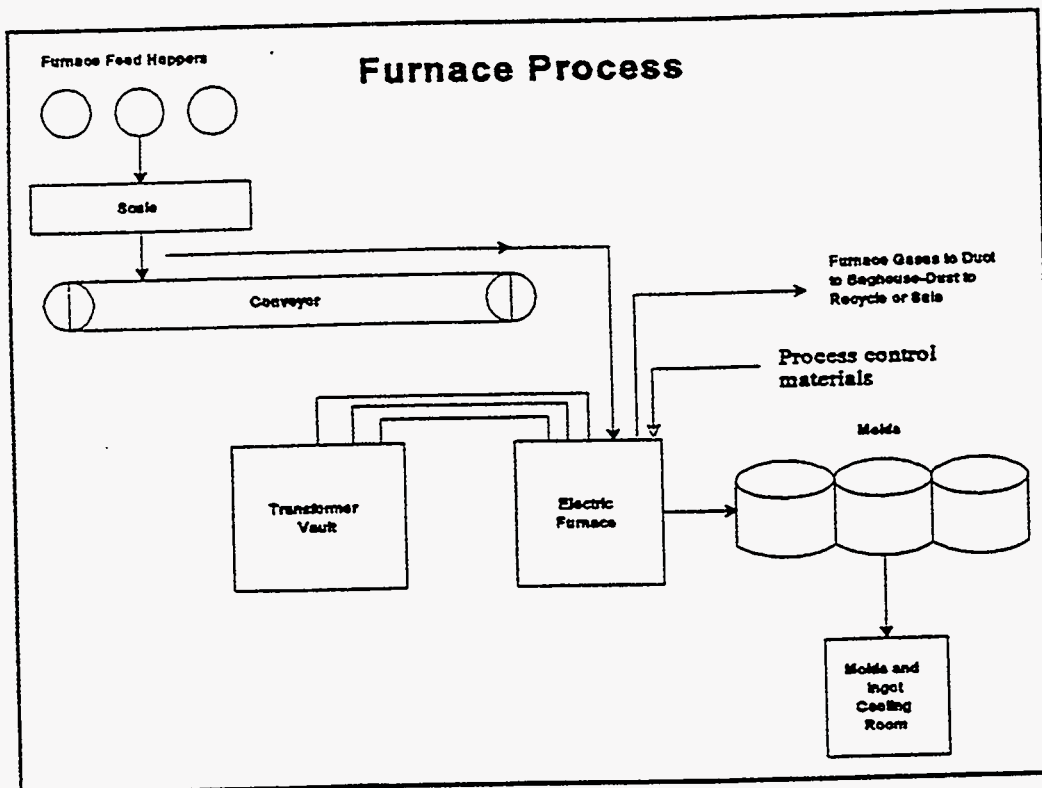 Furnace Feed Hoppers
Furnace Process
Scale
Conveyor
Furnace Gases to Duct
to Baghouse-Dust to
Recycle or Sale
Process control
materials
Molds
Transformer
Vault
Electric
Furnace
Molds and
Ingot
Cooling
Room